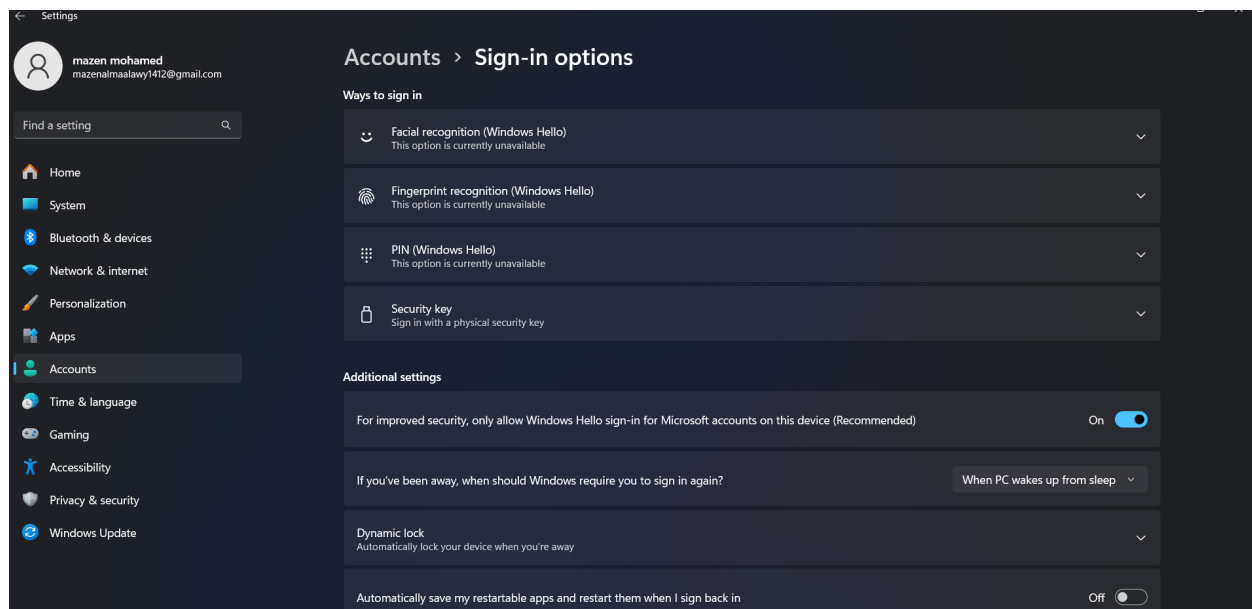 Settings
mazen mohamed
mazenalmaalawy1412@gmail.com
Find a setting
Home
System
Bluetooth & devices
Network & internet
Personalization
Apps
Accounts
Time & language
Gaming
Accessibility
Privacy & security
Windows Update
Accounts > Sign-in options
Ways to sign in
Facial recognition (Windows Hello)
This option is currently unavailable
Fingerprint recognition (Windows Hello)
This option is currently unavailable
PIN (Windows Hello)
This option is currently unavailable
Security key
Sign in with a physical security key
Additional settings
For improved security, only allow Windows Hello sign-in for Microsoft accounts on this device (Recommended)
On
If you've been away, when should Windows require you to sign in again?
When PC wakes up from sleep
Dynamic lock
Automatically lock your device when you're away
Automatically save my restartable apps and restart them when I sign back in
Off